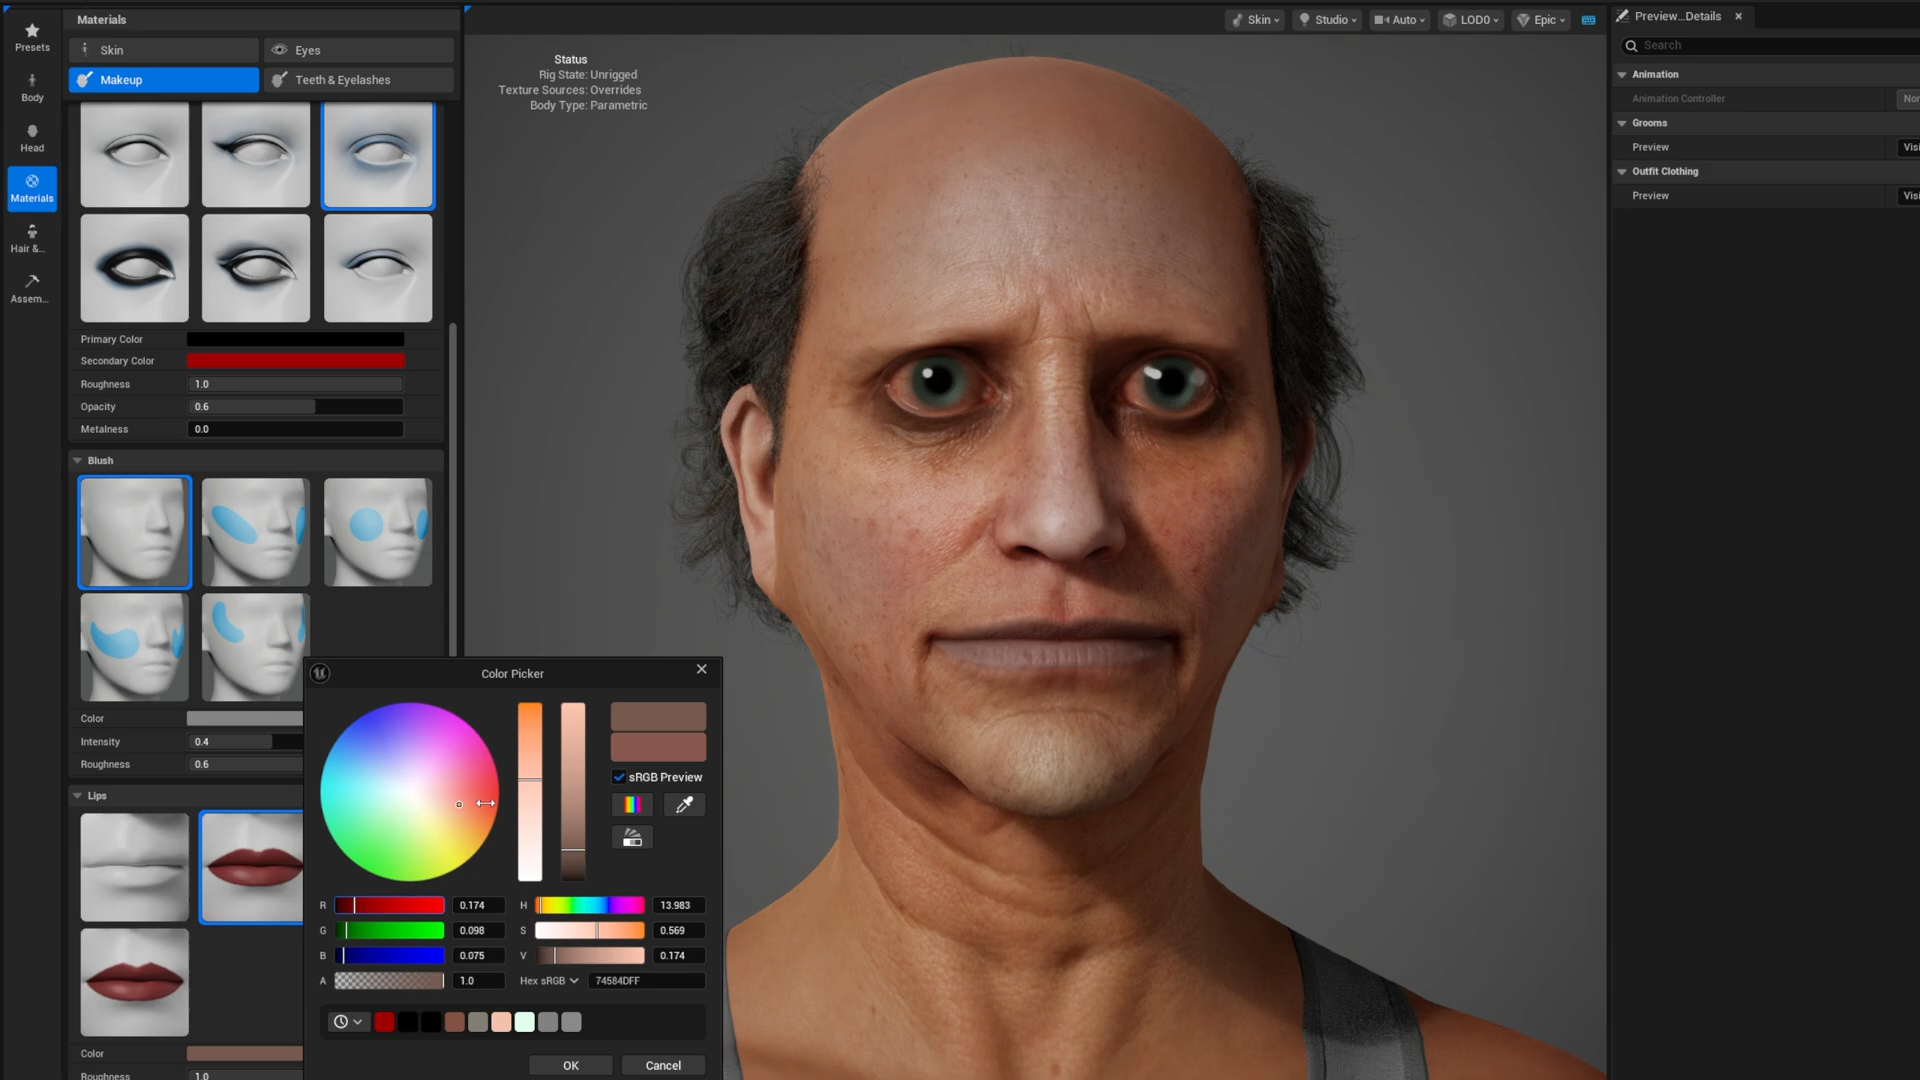 Presets
Body
Head
Materials
Hair &...
Assem...
Materials
Skin
Eyes
Makeup
Teeth & Eyelashes
Primary Color
Secondary Color
Roughness
1.0
Opacity
0.6
Metalness
0.0
Blush
Color
Intensity
0.4
Roughness
0.6
Lips
Color
Roughness
1.0
Status
Rig State: Unrigged
Texture Sources: Overrides
Body Type: Parametric
Skin
Studio
Auto
LOD0
Epic
Color Picker
sRGB Preview
R
0.174
H
13.983
G
0.098
S
0.569
B
0.075
V
0.174
A
1.0
Hex sRGB
74584DFF
OK
Cancel
Preview...Details
Search
Animation
Animation Controller
Non
Grooms
Preview
Visi
Outfit Clothing
Preview
Visi